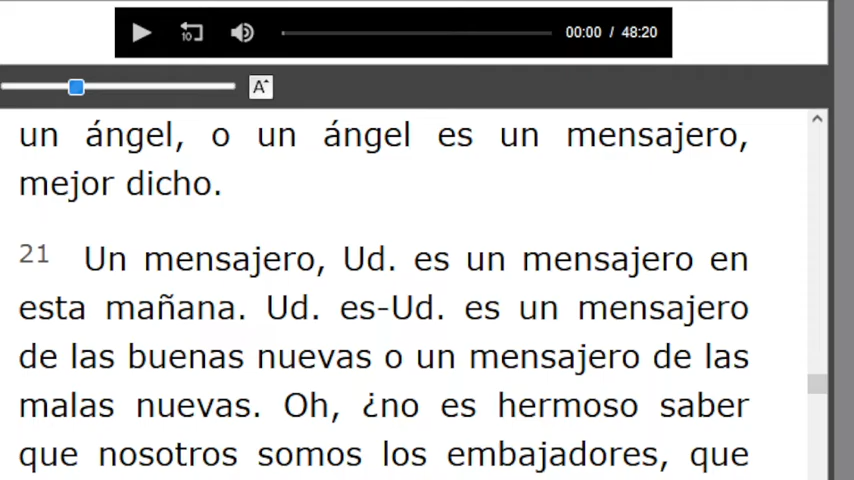 10
00:00 / 48:20
A
un ángel, o un ángel es un mensajero,
mejor dicho.
21 Un mensajero, Ud. es un mensajero en
esta mañana. Ud. es-Ud. es un mensajero
de las buenas nuevas o un mensajero de las
malas nuevas. Oh, ¿no es hermoso saber
que nosotros somos los embajadores, que